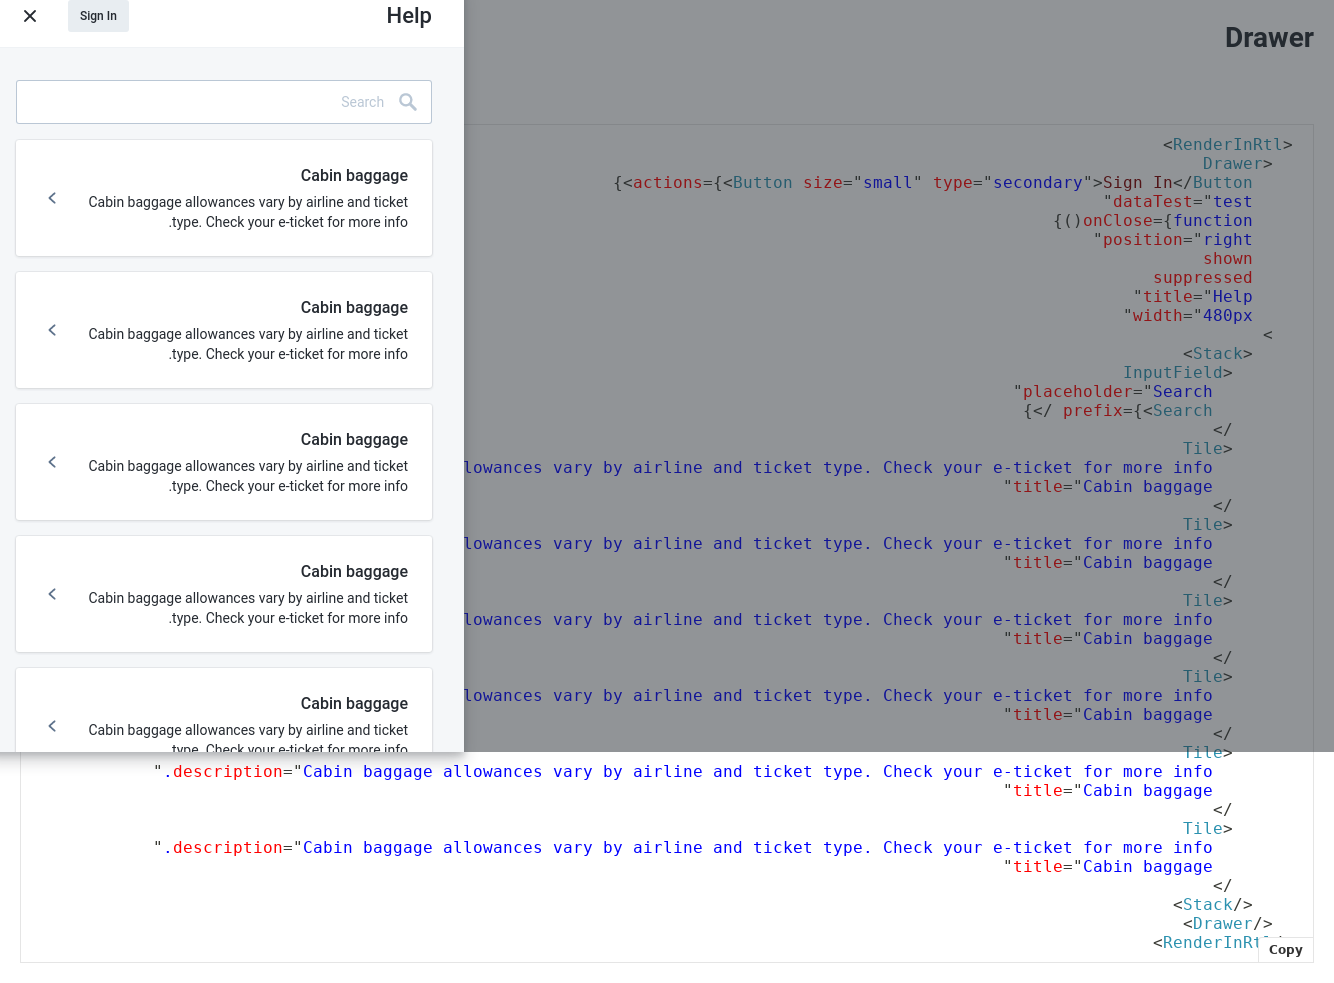 Sign In
Help
Search
Cabin baggage
Cabin baggage allowances vary by airline and ticket
.type. Check your e-ticket for more info
Cabin baggage
Cabin baggage allowances vary by airline and ticket
.type. Check your e-ticket for more info
Cabin baggage
Cabin baggage allowances vary by airline and ticket
.type. Check your e-ticket for more info
Cabin baggage
Cabin baggage allowances vary by airline and ticket
.type. Check your e-ticket for more info
Cabin baggage
Cabin baggage allowances vary by airline and ticket
.type. Check your e-ticket for more info
Drawer
<RenderInRtl>
Drawer>
{<actions={<Button size="small" type="secondary">Sign In</Button
"dataTest="test
{()onClose={function
"position="right
shown
suppressed
"title="Help
"width="480px
<
<Stack>
InputField>
"placeholder="Search
{</ prefix={<Search
</
Tile>
lowances vary by airline and ticket type. Check your e-ticket for more info
"title="Cabin baggage
</
Tile>
lowances vary by airline and ticket type. Check your e-ticket for more info
"title="Cabin baggage
</
Tile>
lowances vary by airline and ticket type. Check your e-ticket for more info
"title="Cabin baggage
</
Tile>
lowances vary by airline and ticket type. Check your e-ticket for more info
"title="Cabin baggage
</
Tile>
".description="Cabin baggage allowances vary by airline and ticket type. Check your e-ticket for more info
"title="Cabin baggage
</
Tile>
".description="Cabin baggage allowances vary by airline and ticket type. Check your e-ticket for more info
"title="Cabin baggage
</
<Stack/>
<Drawer/>
<RenderInRt
Copy